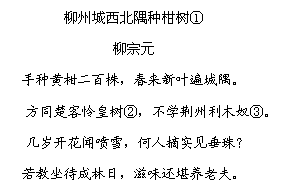 柳州城西北隅种柑树①
柳宗元
手种黄柑二百株，春来新叶遍城隅。
方同楚客怜皇树②，不学荆州利木奴③。
几岁开花闻喷雪，何人摘实见垂珠？
若教坐待成林日，滋味还堪养老夫。